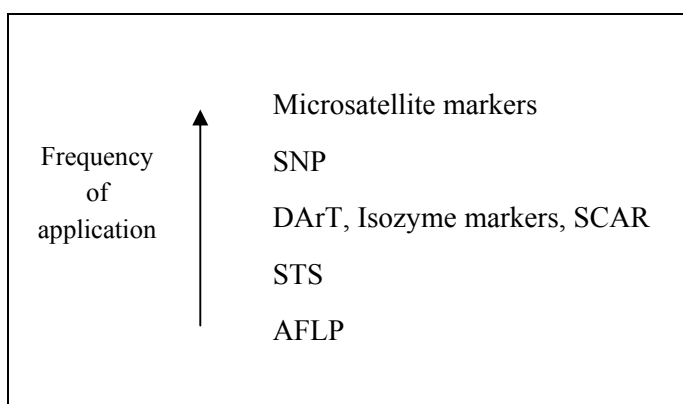 Frequency
of
application
Microsatellite markers
SNP
DArT, Isozyme markers, SCAR
STS
AFLP